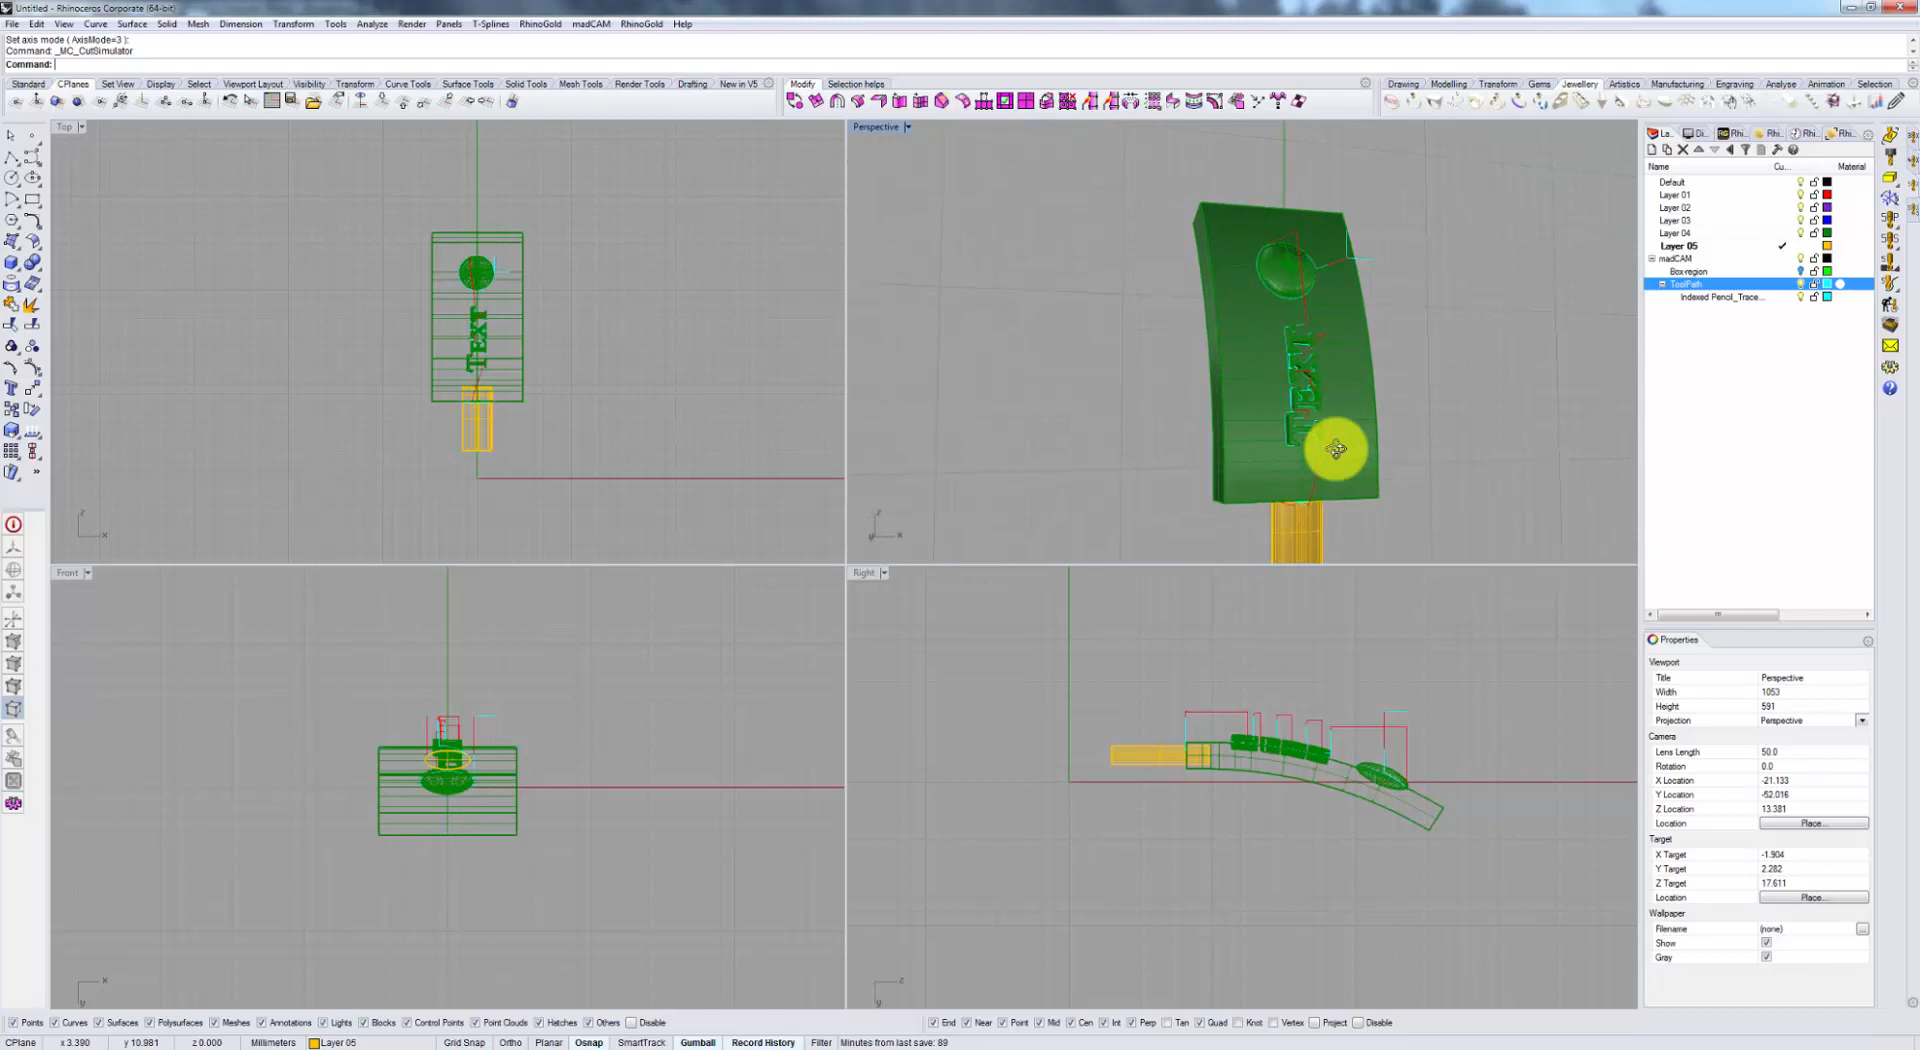 Untitled - Rhinoceros Corporate (64-bit)
File Edit View Curve Surface Solid Mesh Dimension Transform Tools Analyze Render Panels T-Splines RhinoGold madCAM RhinoGold Help
Set axis mode ( AxisMode=3 ):
Command: _MC_CutSimulator
Command:
Standard CPlanes Set View Display Select Viewport Layout Visibility Transform Curve Tools Surface Tools Solid Tools Mesh Tools Render Tools Drafting New in V5 Modify Selection helps Drawing Modelling Transform Gems Jewellery Artistics Manufacturing Engraving Analyse Animation Selection
Top
Perspective
La... Di... Rhi... Rhi... Rhi... Rhi...
Name Cu... Material
Default
Layer 01
Layer 02
Layer 03
Layer 04
Layer 05
madCAM
Box-region
ToolPath
Indexed Pencil_Trace...
TEXT
TEXT
z
x
z
y x
Front
Right
y
x
y
z
Properties
Viewport
Title Perspective
Width 1053
Height 591
Projection Perspective
Camera
Lens Length 50.0
Rotation 0.0
X Location -21.133
Y Location -52.016
Z Location 13.381
Location Place...
Target
X Target -1.904
Y Target 2.282
Z Target 17.611
Location Place...
Wallpaper
Filename (none) ...
Show
Gray
Points Curves Surfaces Polysurfaces Meshes Annotations Lights Blocks Control Points Point Clouds Hatches Others Disable End Near Point Mid Cen Int Perp Tan Quad Knot Vertex Project Disable
CPlane x 3.390 y 10.981 z 0.000 Millimeters Layer 05 Grid Snap Ortho Planar Osnap SmartTrack Gumball Record History Filter Minutes from last save: 89